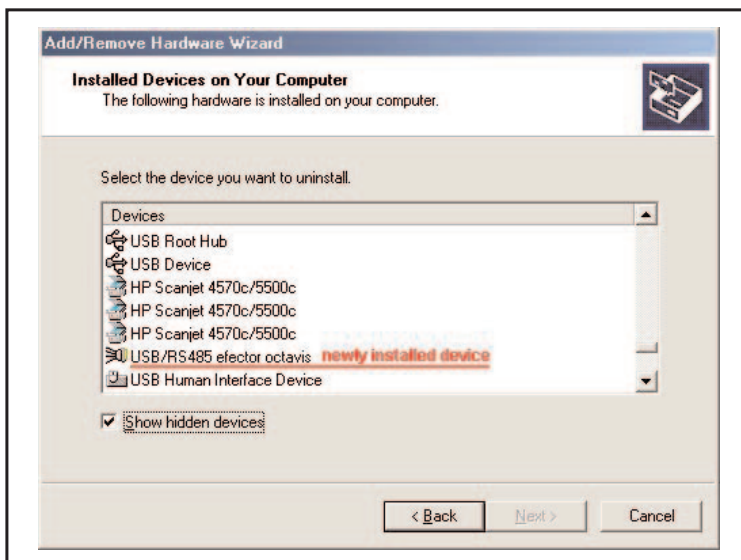 Add/Remove Hardware Wizard
Installed Devices on Your Computer
The following hardware is installed on your computer.
Select the device you want to uninstall.
Devices
USB Root Hub
USB Device
HP Scanjet 4570c/5500c
HP Scanjet 4570c/5500c
HP Scanjet 4570c/5500c
USB/RS485 efector octavis newly installed device
USB Human Interface Device
Show hidden devices
< Back Next > Cancel